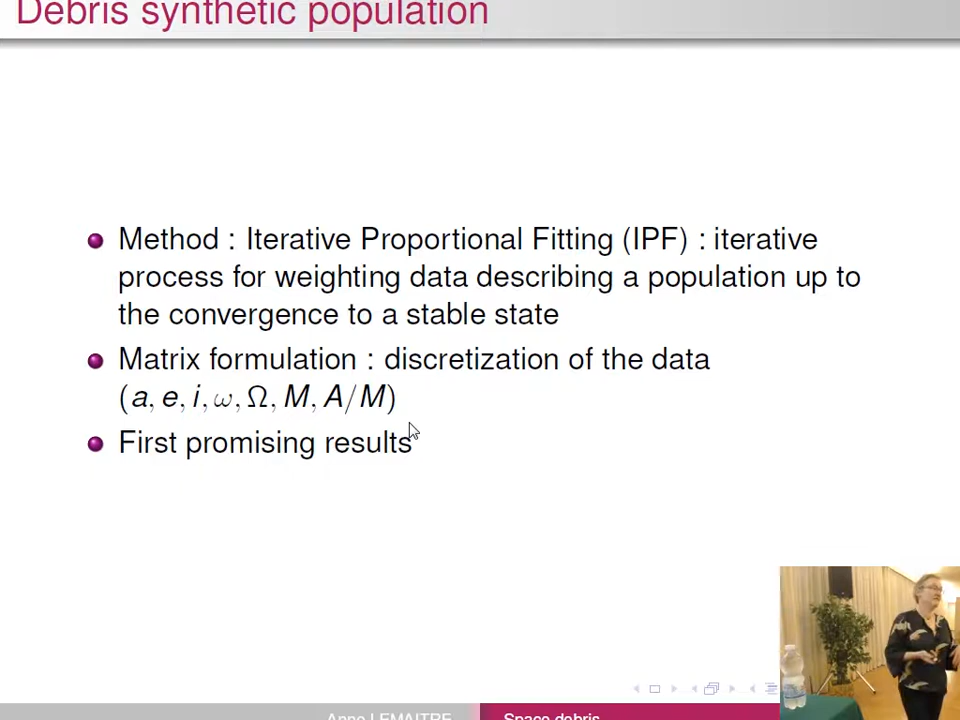 Debris synthetic population
Method : Iterative Proportional Fitting (IPF) : iterative
process for weighting data describing a population up to
the convergence to a stable state
Matrix formulation : discretization of the data
(a, e, i, ω, Ω, M, A/M)
First promising results
Anne LEMAITRE
Space debris